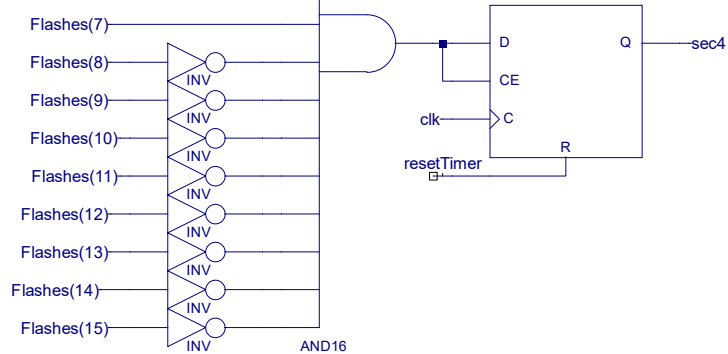 Flashes(7)
Flashes(8)
INV
Flashes(9)
INV
Flashes(10)
INV
Flashes(11)
INV
Flashes(12)
INV
Flashes(13)
INV
Flashes(14)
INV
Flashes(15)
INV
AND16
D
Q
sec4
CE
clk
C
R
resetTimer